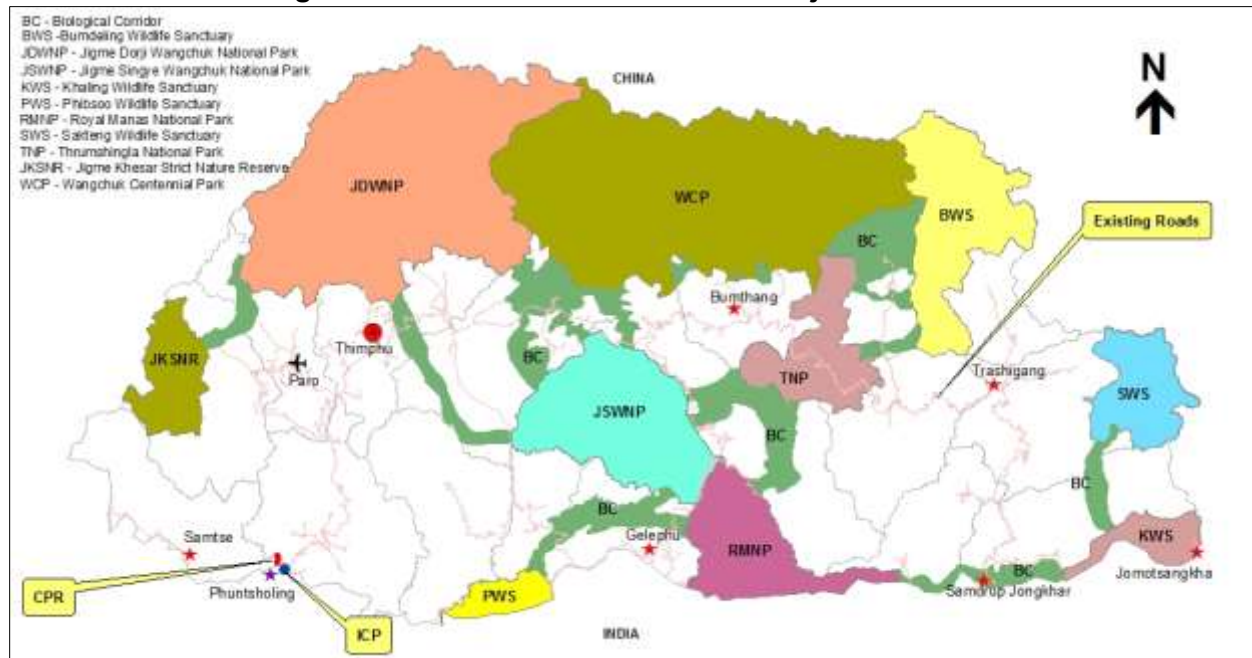 BC - Biological Corridor
BWS -Bumdeling Wildlife Sanctuary
JDWNP - Jigme Dorji Wangchuk National Park
JSWNP - Jigme Singye Wangchuk National Park
KWS - Khaling Wildlife Sanctuary
PWS - Phibsoo Wildlife Sanctuary
RMNP - Royal Manas National Park
SWS - Sakteng Wildlife Sanctuary
TNP - Thrumshingla National Park
JKSNR - Jigme Khesar Strict Nature Reserve
WCP - Wangchuk Centennial Park
CHINA
N
JDWNP
WCP
BWS
Existing Roads
BC
Bumthang
Thimphu
JKSNR
Paro
BC
TNP
Trashigang
SWS
JSWNP
BC
BC
BC
Samtse
Gelephu
RMNP
KWS
CPR
Phuntsholing
PWS
BC
Samdrup Jongkhar
Jomotsangkha
ICP
INDIA